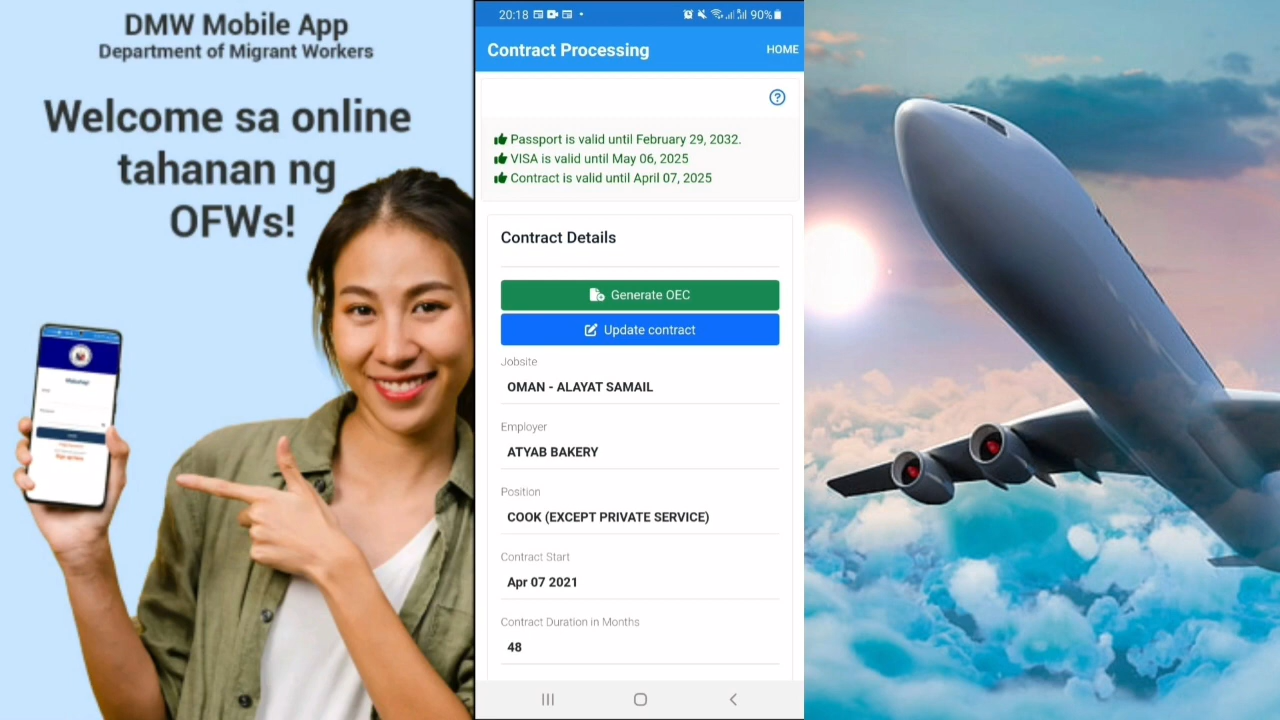 DMW Mobile App
Department of Migrant Workers
Welcome sa online
tahanan ng
OFWs!
20:18
90%
Contract Processing
HOME
Passport is valid until February 29, 2032.
VISA is valid until May 06, 2025
Contract is valid until April 07, 2025
Contract Details
Generate OEC
Update contract
Jobsite
OMAN - ALAYAT SAMAIL
Employer
ATYAB BAKERY
Position
COOK (EXCEPT PRIVATE SERVICE)
Contract Start
Apr 07 2021
Contract Duration in Months
48